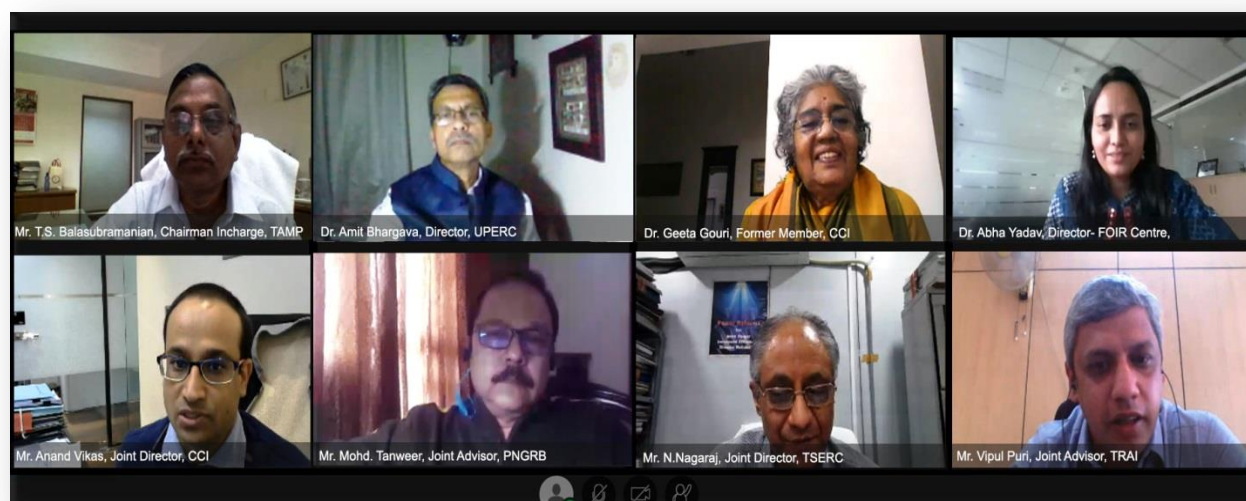 Mr. T.S. Balasubramanian, Chairman Incharge, TAMP
Dr. Amit Bhargava, Director, UPERC
Dr. Geeta Gouri, Former Member, CCI
Dr. Abha Yadav, Director- FOIR Centre,
Mr. Anand Vikas, Joint Director, CCI
Mr. Mohd. Tanweer, Joint Advisor, PNGRB
Mr. N.Nagaraj, Joint Director, TSERC
Mr. Vipul Puri, Joint Advisor, TRAI